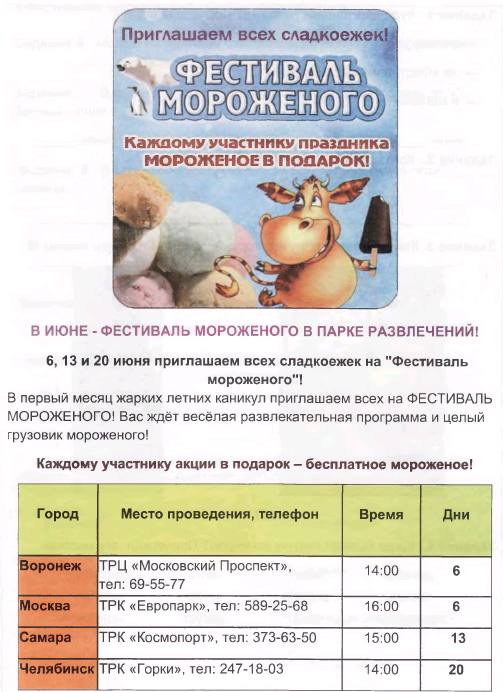 Приглашаем всех сладкоежек!
ФЕСТИВАЛЬ
МОРОЖЕНОГО
Каждому участнику праздника
МОРОЖЕНОЕ В ПОДАРОК!
В ИЮНЕ - ФЕСТИВАЛЬ МОРОЖЕНОГО В ПАРКЕ РАЗВЛЕЧЕНИЙ!
6, 13 и 20 июня приглашаем всех сладкоежек на "Фестиваль
мороженого"!
В первый месяц жарких летних каникул приглашаем всех на ФЕСТИВАЛЬ
МОРОЖЕНОГО! Вас ждёт весёлая развлекательная программа и целый
грузовик мороженого!
Каждому участнику акции в подарок – бесплатное мороженое!
Город Место проведения, телефон Время Дни
Воронеж ТРЦ «Московский Проспект», 14:00 6
тел: 69-55-77
Москва ТРК «Европарк», тел: 589-25-68 16:00 6
Самара ТРК «Космопорт», тел: 373-63-50 15:00 13
Челябинск ТРК «Горки», тел: 247-18-03 14:00 20